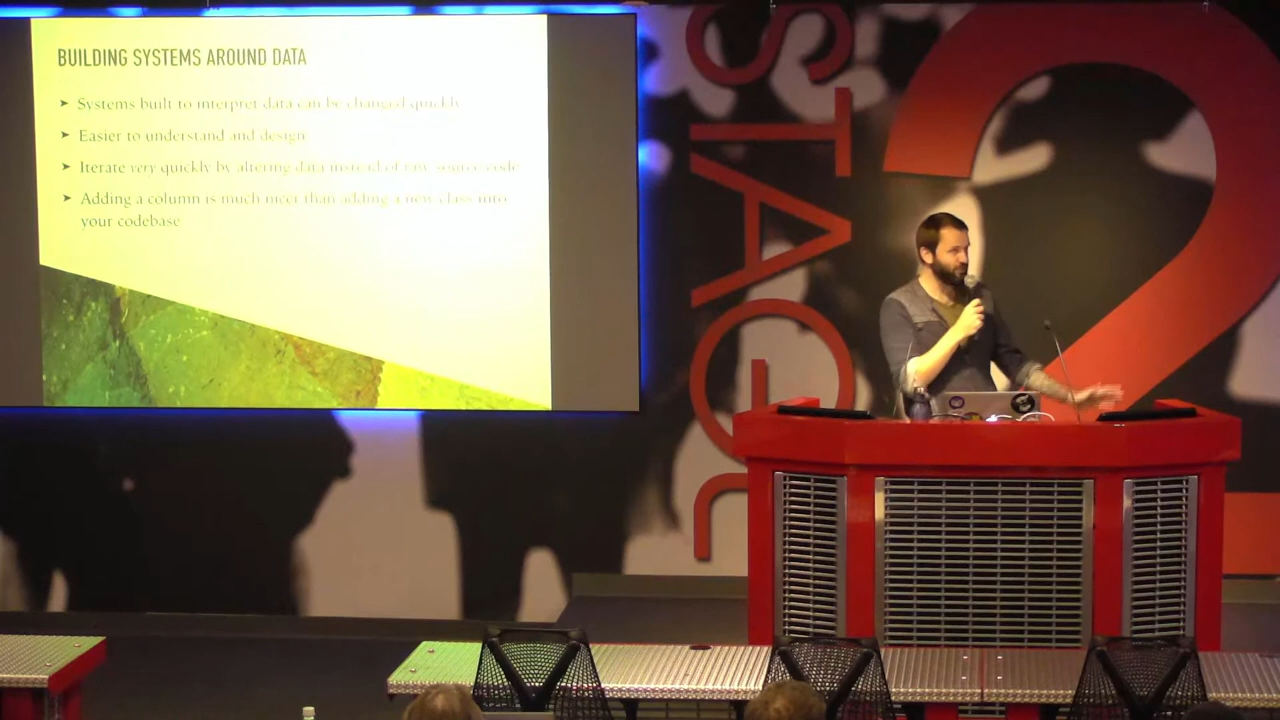 BUILDING SYSTEMS AROUND DATA
➤ Systems built to interpret data can be changed quickly
➤ Easier to understand and design
➤ Iterate very quickly by altering data instead of raw source code
➤ Adding a column is much nicer than adding a new class into
your codebase
STAGE
2